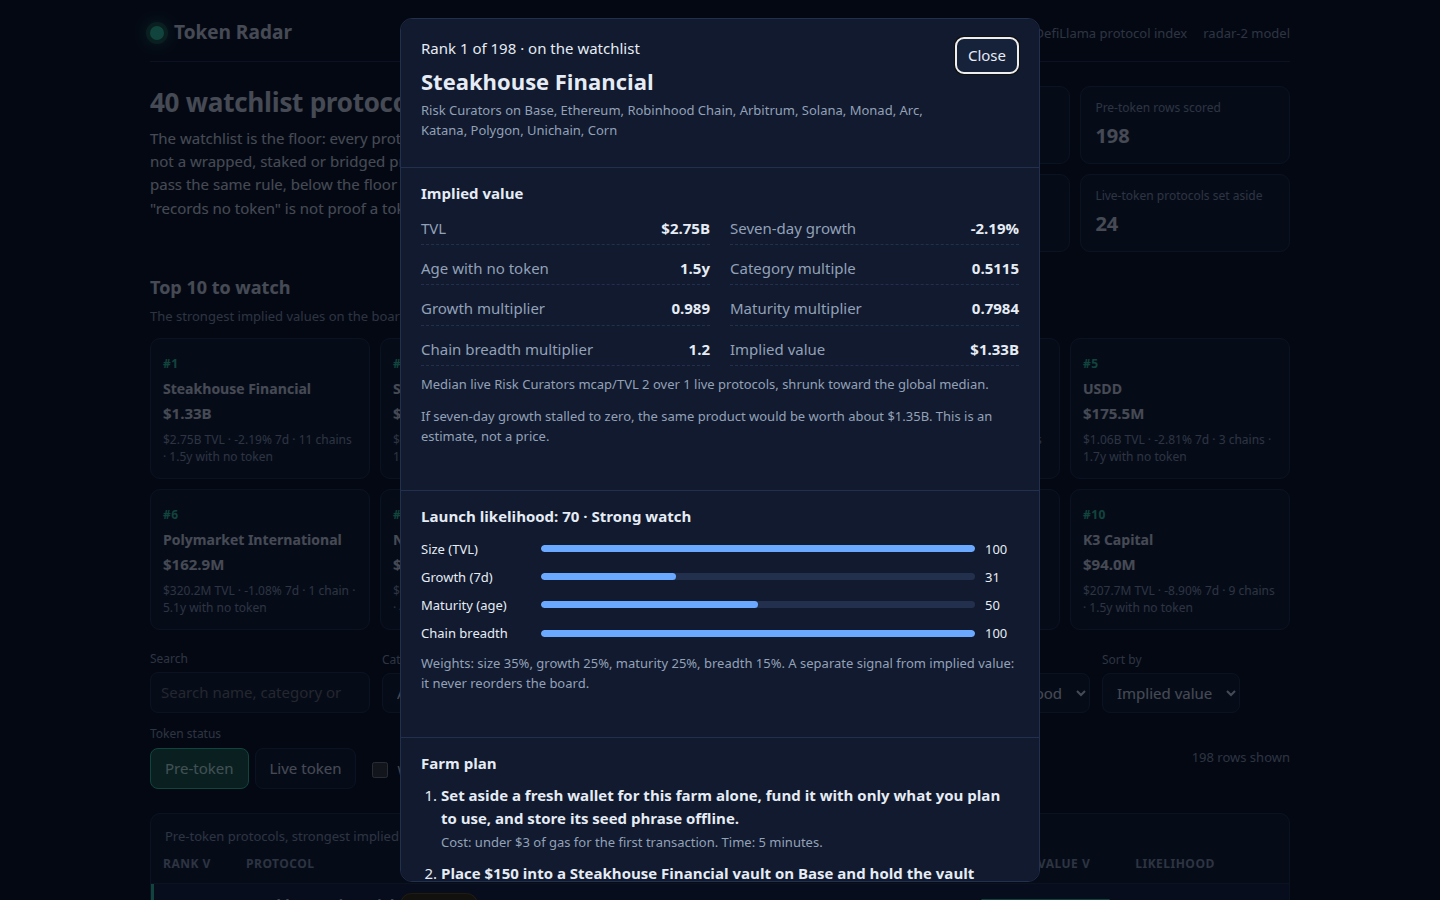 Token Radar
DefiLlama protocol index
radar-2 model
40 watchlist protoco
The watchlist is the floor: every prot
not a wrapped, staked or bridged p
pass the same rule, below the floor
"records no token" is not proof a tok
Pre-token rows scored
198
Live-token protocols set aside
24
Top 10 to watch
The strongest implied values on the boar
#1
Steakhouse Financial
$1.33B
$2.75B TVL · -2.19% 7d · 11 chains
· 1.5y with no token
#5
USDD
$175.5M
$1.06B TVL · -2.81% 7d · 3 chains ·
1.7y with no token
#6
Polymarket International
$162.9M
$320.2M TVL · -1.08% 7d · 1 chain ·
5.1y with no token
#10
K3 Capital
$94.0M
$207.7M TVL · -8.90% 7d · 9 chains
· 1.5y with no token
Search
Search name, category or
Cat
Sort by
Implied value
Token status
Pre-token
Live token
198 rows shown
Pre-token protocols, strongest implied
RANK V
PROTOCOL
VALUE V
LIKELIHOOD
Rank 1 of 198 · on the watchlist
Close
Steakhouse Financial
Risk Curators on Base, Ethereum, Robinhood Chain, Arbitrum, Solana, Monad, Arc,
Katana, Polygon, Unichain, Corn
Implied value
TVL $2.75B
Seven-day growth -2.19%
Age with no token 1.5y
Category multiple 0.5115
Growth multiplier 0.989
Maturity multiplier 0.7984
Chain breadth multiplier 1.2
Implied value $1.33B
Median live Risk Curators mcap/TVL 2 over 1 live protocols, shrunk toward the global median.
If seven-day growth stalled to zero, the same product would be worth about $1.35B. This is an
estimate, not a price.
Launch likelihood: 70 · Strong watch
Size (TVL) 100
Growth (7d) 31
Maturity (age) 50
Chain breadth 100
Weights: size 35%, growth 25%, maturity 25%, breadth 15%. A separate signal from implied value:
it never reorders the board.
Farm plan
1. Set aside a fresh wallet for this farm alone, fund it with only what you plan
to use, and store its seed phrase offline.
Cost: under $3 of gas for the first transaction. Time: 5 minutes.
2. Place $150 into a Steakhouse Financial vault on Base and hold the vault